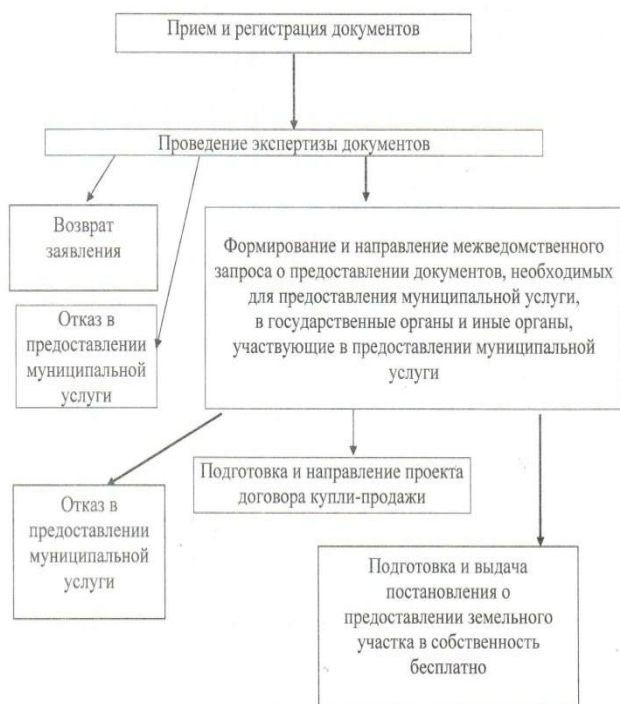 Прием и регистрация документов
Проведение экспертизы документов
Возврат
заявления
Формирование и направление межведомственного
запроса о предоставлении документов, необходимых
для предоставления муниципальной услуги,
в государственные органы и иные органы,
участвующие в предоставлении муниципальной
услуги
Отказ в
предоставлении
муниципальной
услуги
Подготовка и направление проекта
договора купли-продажи
Отказ в
предоставлении
муниципальной
услуги
Подготовка и выдача
постановления о
предоставлении земельного
участка в собственность
бесплатно